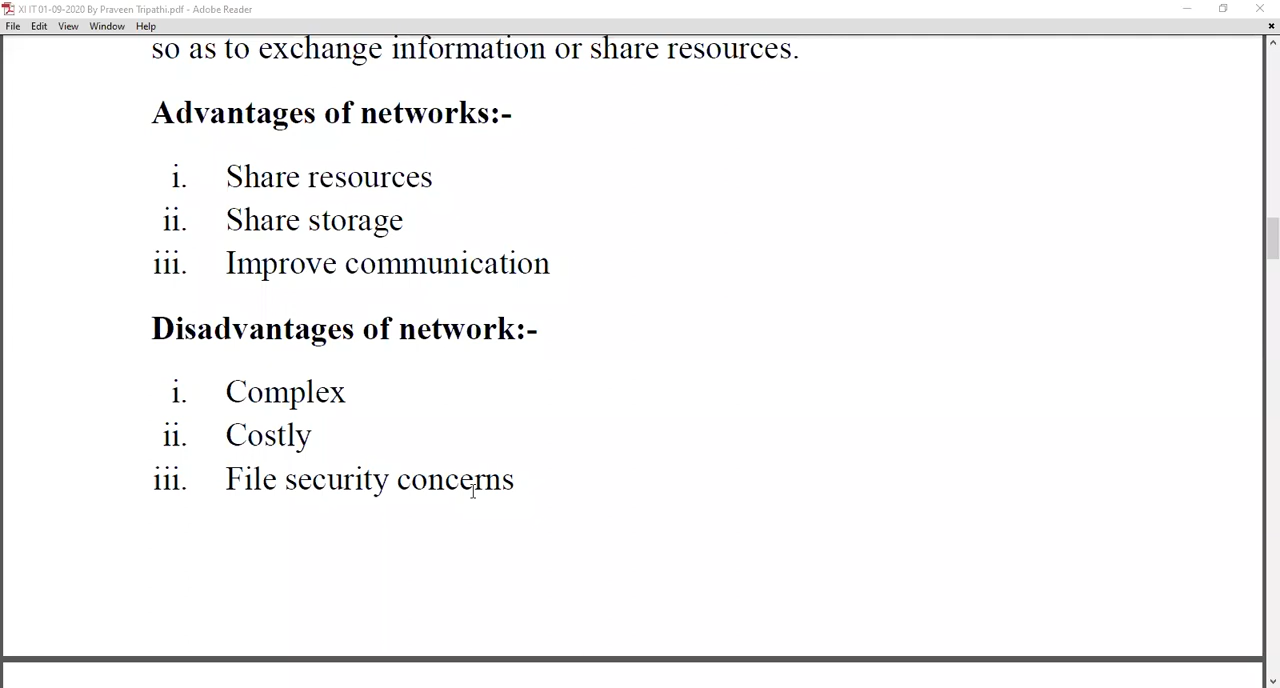 XI IT 01-09-2020 By Praveen Tripathi.pdf - Adobe Reader
File Edit View Window Help
so as to exchange information or share resources.
Advantages of networks:-
i. Share resources
ii. Share storage
iii. Improve communication
Disadvantages of network:-
i. Complex
ii. Costly
iii. File security concerns